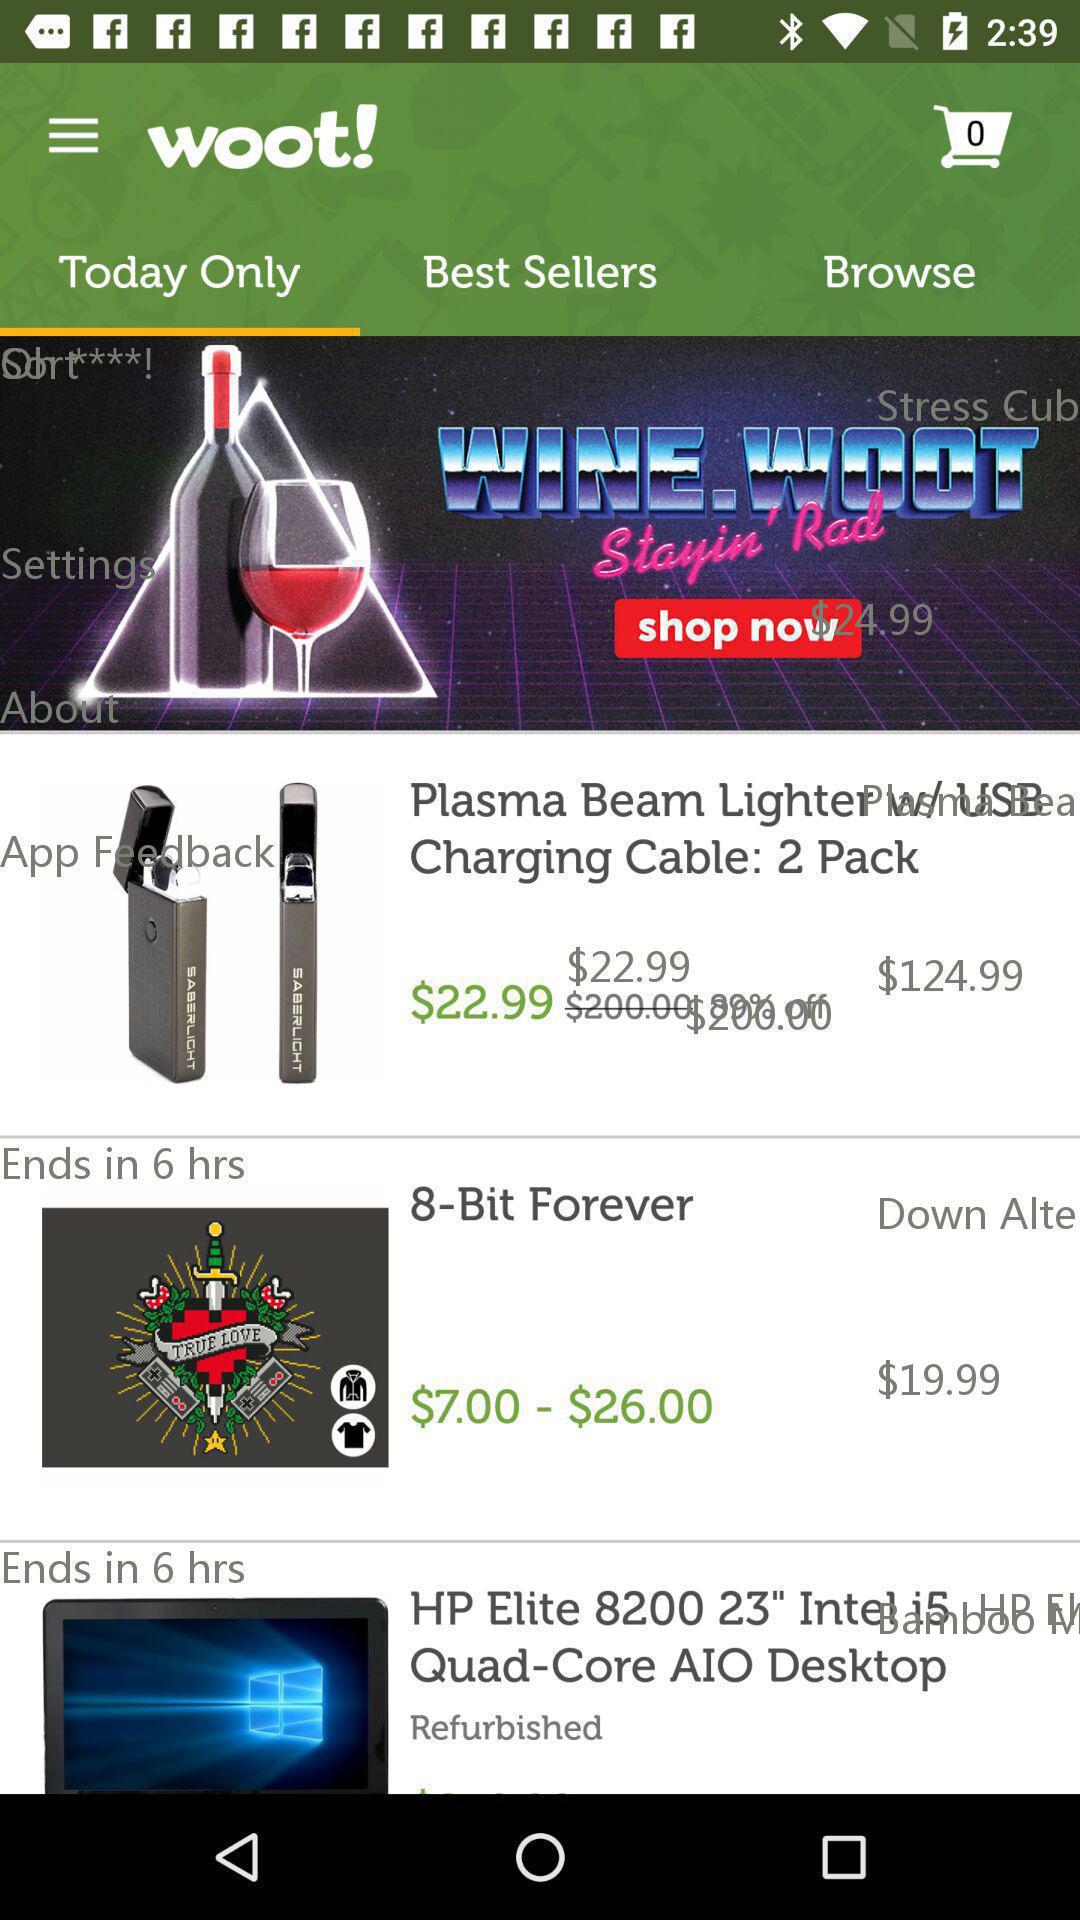 2:39
woot!
0
Today Only
Best Sellers
Browse
Sort ****!
Stress Cub
WINE.WOOT
Stayin' Rad
Settings
shop now
$24.99
About
Plasma Beam Lighter w/ USB
Plasma Bea
Charging Cable: 2 Pack
App Feedback
SABERLIGHT
SABERLIGHT
$22.99
$124.99
$22.99 $200.00 89% off
$200.00
Ends in 6 hrs
8-Bit Forever
Down Alte
TRUE LOVE
$7.00 - $26.00
$19.99
Ends in 6 hrs
HP Elite 8200 23" Intel i5
HP El
Bamboo M
Quad-Core AIO Desktop
Refurbished